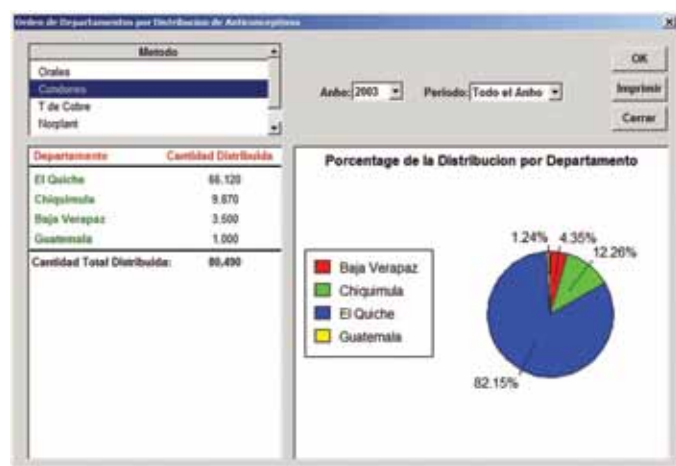 Orden de Departamentos por Distribucion de Anticonceptivos
Metodo
Orales
Condones
T de Cobre
Norplant
Anho: 2003
Periodo: Todo el Anho
OK
Imprimir
Cerrar
Departamento Cantidad Distribuida
El Quiche 66.120
Chiquimula 9.870
Baja Verapaz 3.500
Guatemala 1.000
Cantidad Total Distribuida: 80,490
Porcentage de la Distribucion por Departamento
Baja Verapaz
Chiquimula
El Quiche
Guatemala
1.24%
4.35%
12.26%
82.15%